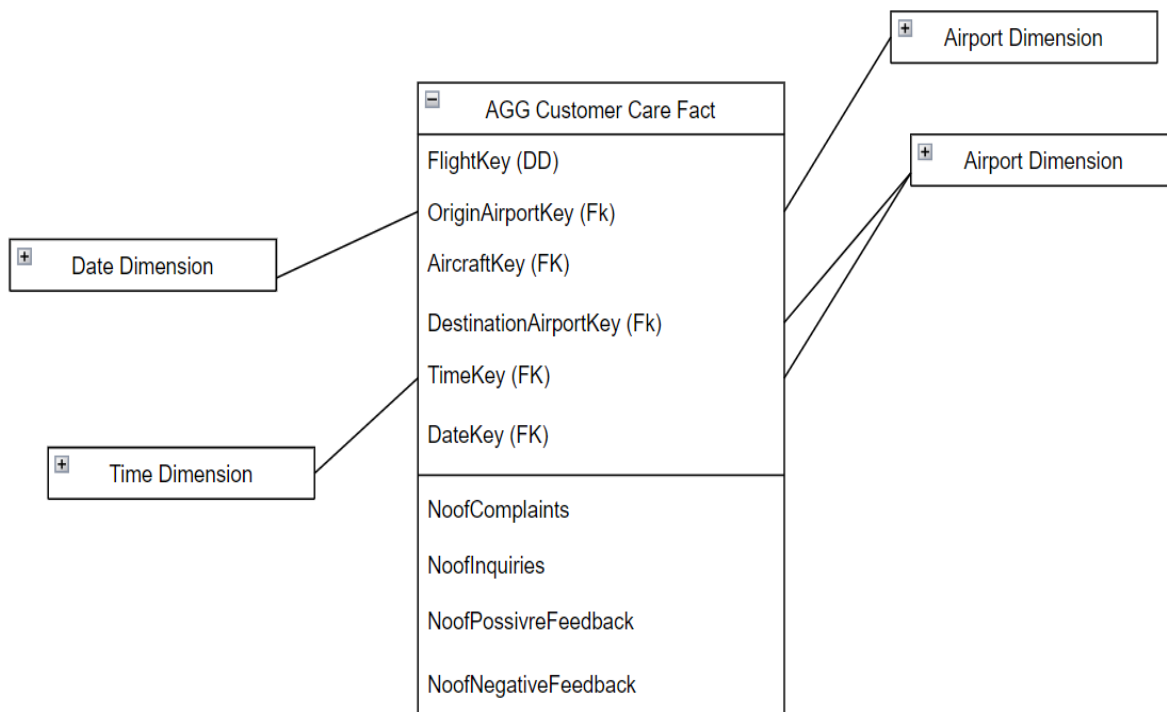 Airport Dimension
AGG Customer Care Fact
Airport Dimension
FlightKey (DD)
OriginAirportKey (Fk)
Date Dimension
AircraftKey (FK)
DestinationAirportKey (Fk)
TimeKey (FK)
DateKey (FK)
Time Dimension
NoofComplaints
NoofInquiries
NoofPossivreFeedback
NoofNegativeFeedback